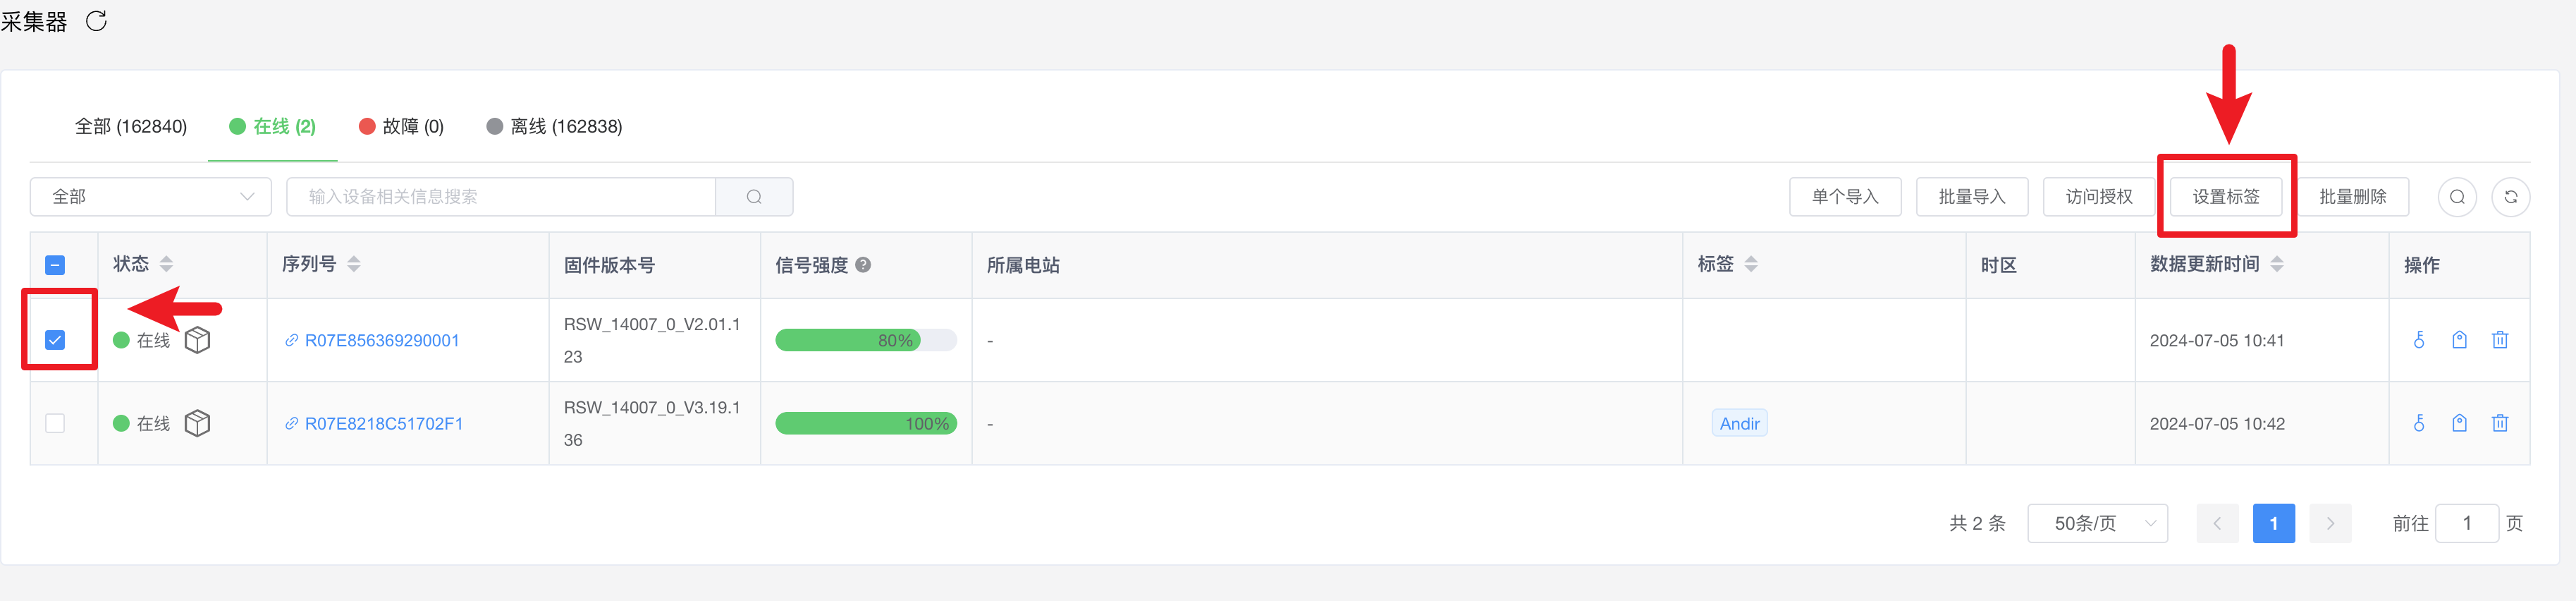 采集器
全部 (162840) 在线 (2) 故障 (0) 离线 (162838)
全部 输入设备相关信息搜索 单个导入 批量导入 访问授权 设置标签 批量删除
状态 序列号 固件版本号 信号强度 ? 所属电站 标签 时区 数据更新时间 操作
在线 R07E856369290001 RSW_14007_0_V2.01.1 80% - 2024-07-05 10:41
23
在线 R07E8218C51702F1 RSW_14007_0_V3.19.1 100% - Andir 2024-07-05 10:42
36
共 2 条 50条/页 1 前往 1 页